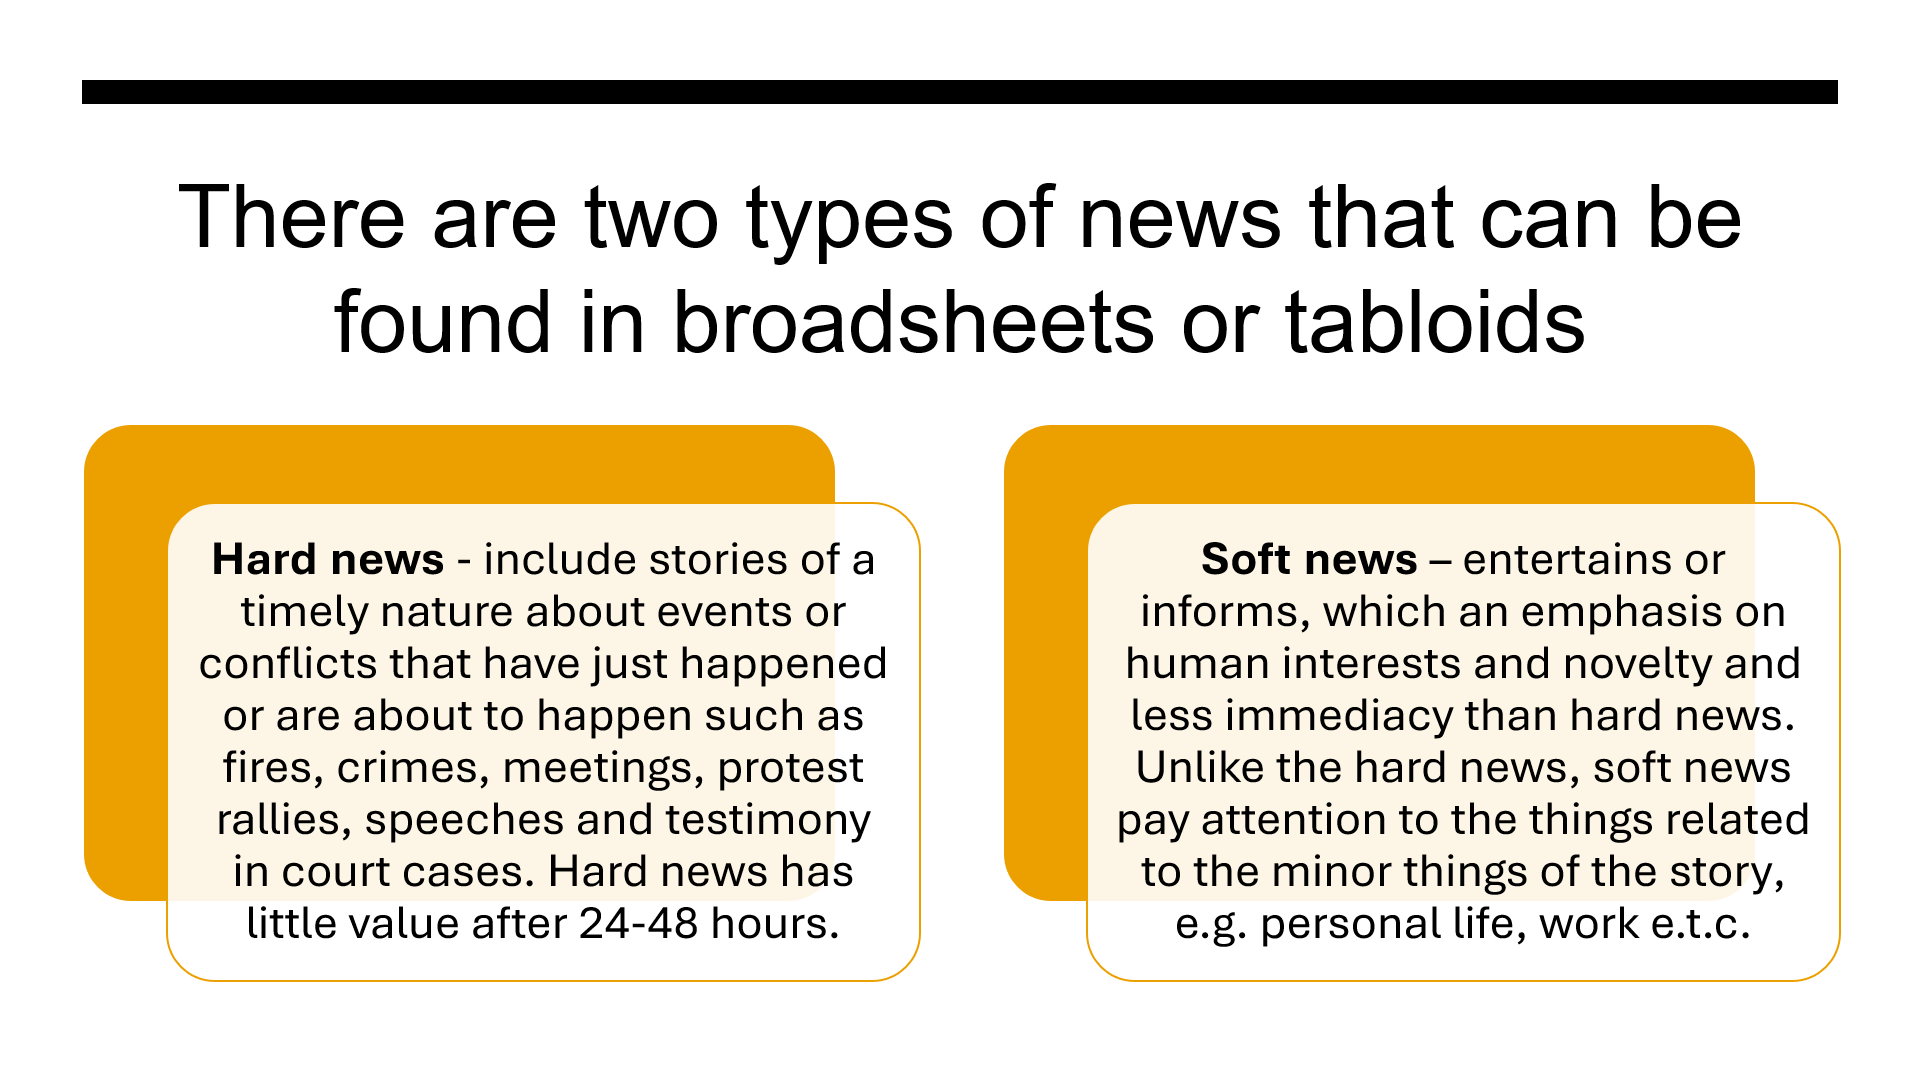 There are two types of news that can be
found in broadsheets or tabloids
Hard news - include stories of a
timely nature about events or
conflicts that have just happened
or are about to happen such as
fires, crimes, meetings, protest
rallies, speeches and testimony
in court cases. Hard news has
little value after 24-48 hours.
Soft news – entertains or
informs, which an emphasis on
human interests and novelty and
less immediacy than hard news.
Unlike the hard news, soft news
pay attention to the things related
to the minor things of the story,
e.g. personal life, work e.t.c.